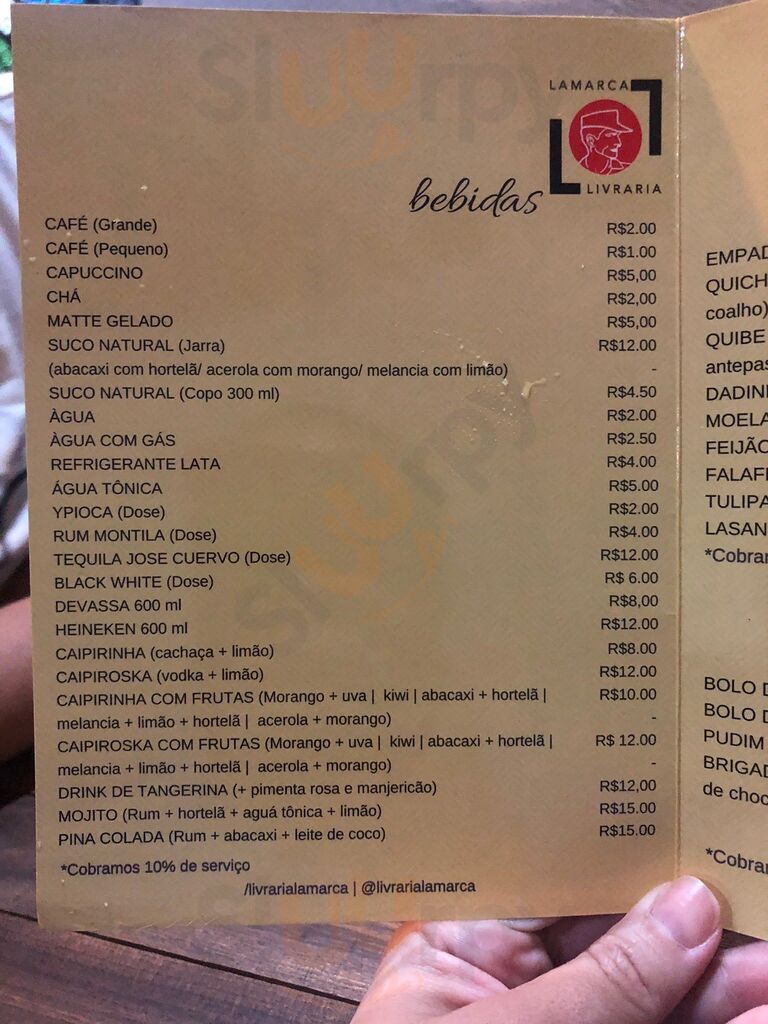 LAMARCA
LIVRARIA
bebidas
CAFÉ (Grande) R$2.00
CAFÉ (Pequeno) R$1.00
CAPUCCINO R$5,00
CHÁ R$2,00
MATTE GELADO R$5,00
SUCO NATURAL (Jarra) R$12.00
(abacaxi com hortelã/ acerola com morango/ melancia com limão) -
SUCO NATURAL (Copo 300 ml) R$4.50
ÀGUA R$2.00
ÀGUA COM GÁS R$2.50
REFRIGERANTE LATA R$4.00
ÁGUA TÔNICA R$5.00
YPIOCA (Dose) R$2.00
RUM MONTILA (Dose) R$4.00
TEQUILA JOSE CUERVO (Dose) R$12.00
BLACK WHITE (Dose) R$ 6.00
DEVASSA 600 ml R$8,00
HEINEKEN 600 ml R$12.00
CAIPIRINHA (cachaça + limão) R$8.00
CAIPIROSKA (vodka + limão) R$12.00
CAIPIRINHA COM FRUTAS (Morango + uva | kiwi | abacaxi + hortelã | R$10.00
melancia + limão + hortelã | acerola + morango) -
CAIPIROSKA COM FRUTAS (Morango + uva | kiwi | abacaxi + hortelã | R$ 12.00
melancia + limão + hortelã | acerola + morango) -
DRINK DE TANGERINA (+ pimenta rosa e manjericão) R$12,00
MOJITO (Rum + hortelã + aguá tônica + limão) R$15.00
PINA COLADA (Rum + abacaxi + leite de coco) R$15.00
*Cobramos 10% de serviço
/livrarialamarca | @livrarialamarca
EMPAD
QUICH
coalho)
QUIBE
antepas
DADIN
MOELA
FEIJÃO
FALAF
TULIPA
LASAN
*Cobra
BOLO D
BOLO D
PUDIM
BRIGAD
de choc
*Cobra
Sluurpy
Sluurpy